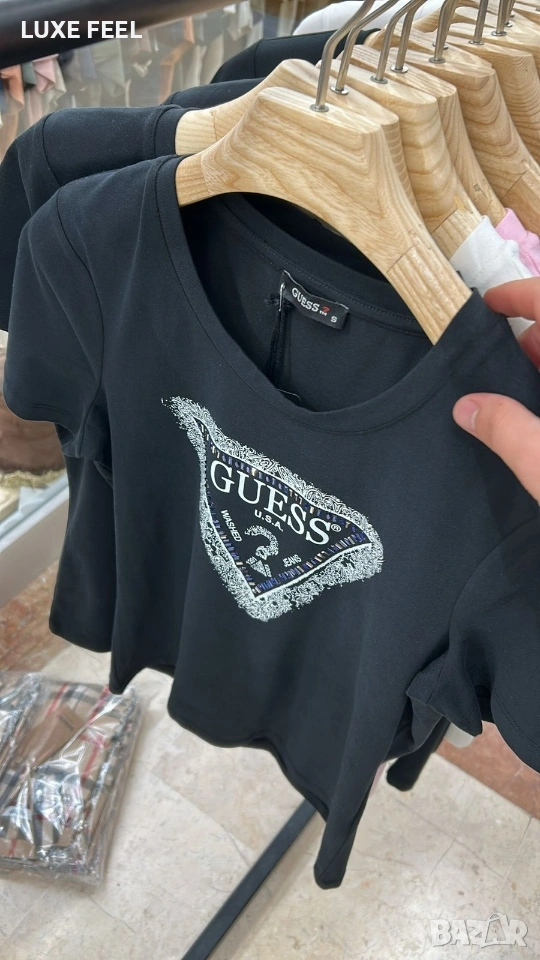 LUXE FEEL
GUESS ?
S
GUESS ®
U.S.A.
WASHED
JEANS
BAZAR